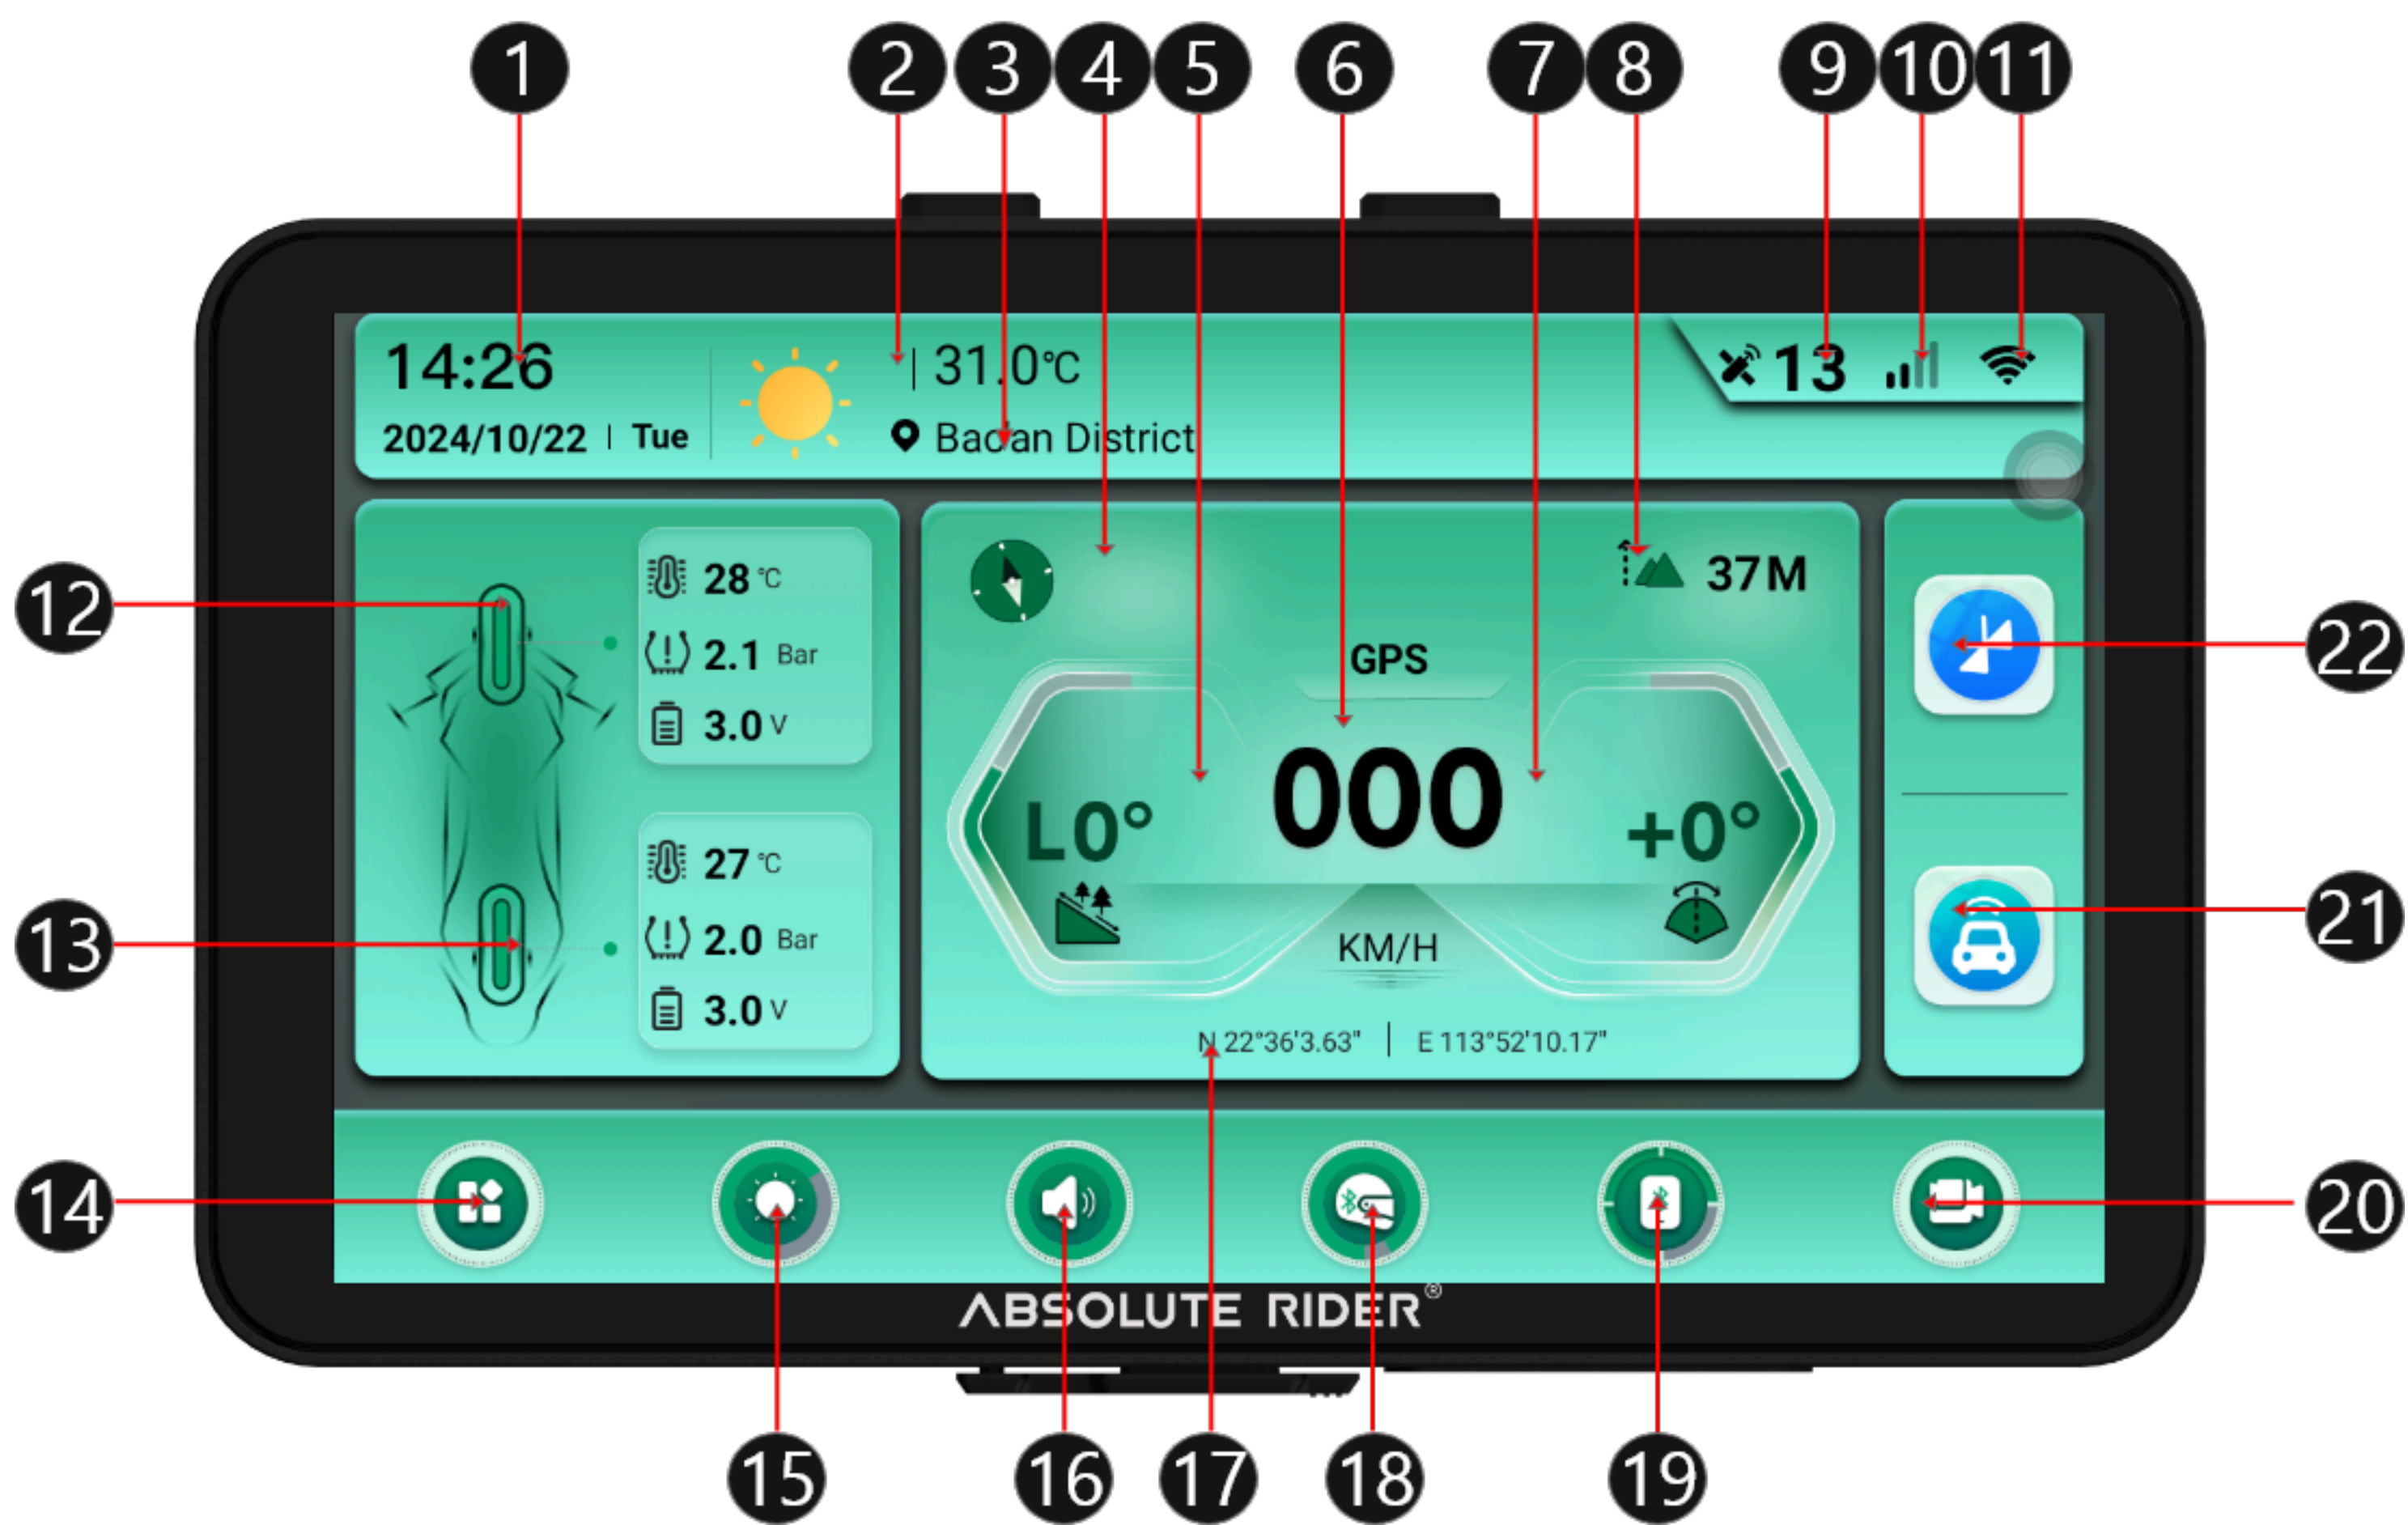 1 2 3 4 5 6 7 8 9 10 11
14:26
2024/10/22 | Tue
| 31.0℃
Bao'an District
13
12
28 ℃
2.1 Bar
3.0 V
37M
GPS
22
L0°
000
+0°
13
27 ℃
2.0 Bar
3.0 V
KM/H
21
N 22°36'3.63" | E 113°52'10.17"
14
20
ABSOLUTE RIDER®
15 16 17 18 19